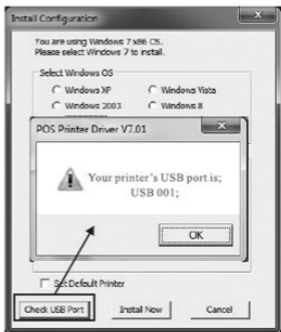 Install Configuration
You are using Windows 7 x86 OS.
Please select Windows 7 to install.
Select Windows OS
Windows XP
Windows Vista
Windows 2003
Windows 8
POS Printer Driver V7.01
Your printer's USB port is;
USB 001;
OK
Set Default Printer
Check USB Port
Install Now
Cancel